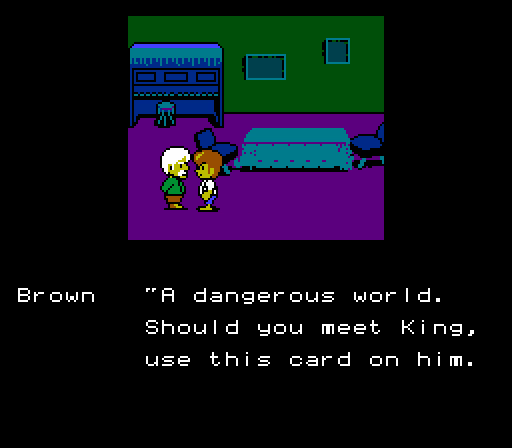 Brown "A dangerous world.
Should you meet King,
use this card on him.